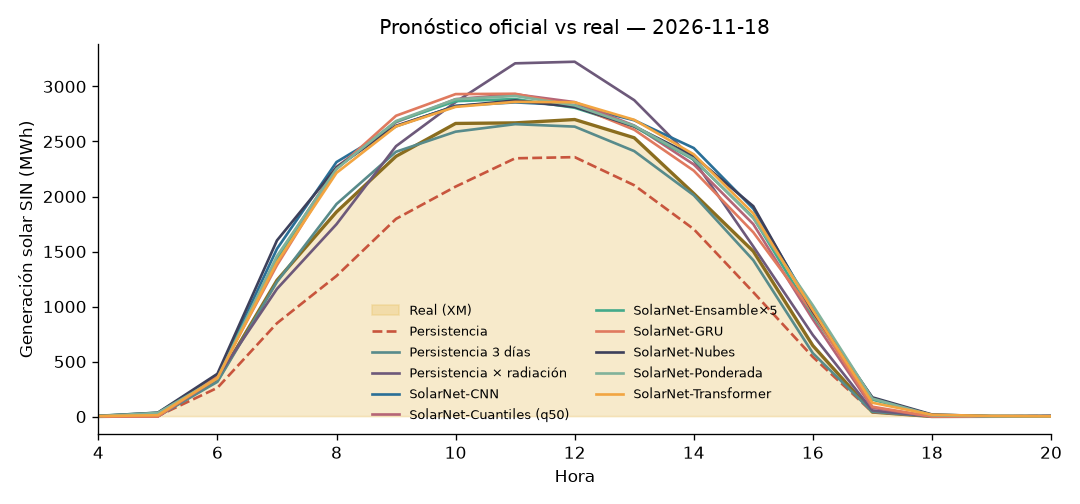 Pronóstico oficial vs real — 2026-11-18
Generación solar SIN (MWh)
3000
2500
2000
1500
1000
500
0
Real (XM)
Persistencia
Persistencia 3 días
Persistencia × radiación
SolarNet-CNN
SolarNet-Cuantiles (q50)
SolarNet-Ensamble×5
SolarNet-GRU
SolarNet-Nubes
SolarNet-Ponderada
SolarNet-Transformer
4 6 8 10 12 14 16 18 20
Hora